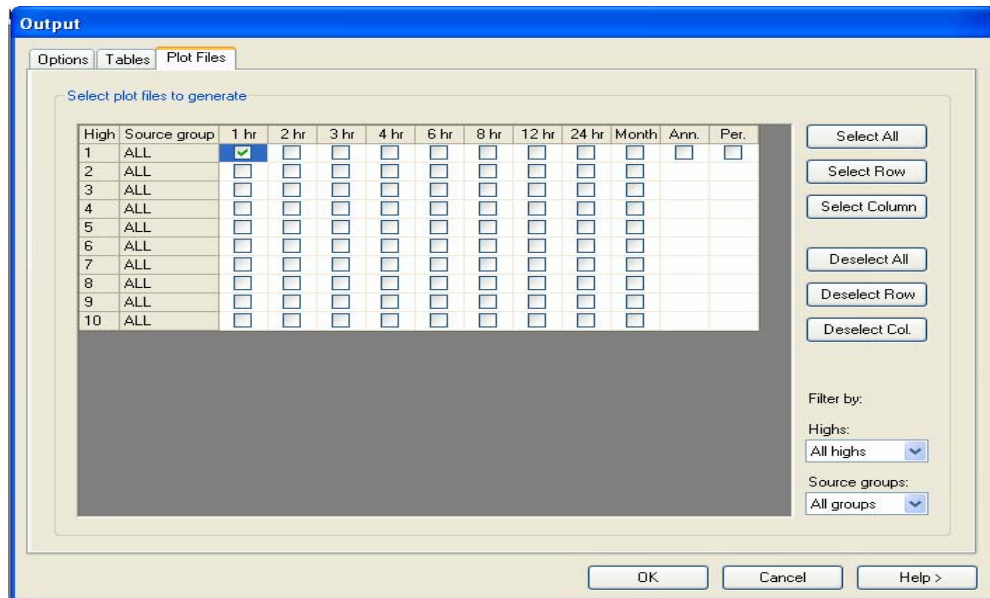 Output
Options Tables Plot Files
Select plot files to generate
High Source group 1 hr 2 hr 3 hr 4 hr 6 hr 8 hr 12 hr 24 hr Month Ann. Per.
1 ALL
2 ALL
3 ALL
4 ALL
5 ALL
6 ALL
7 ALL
8 ALL
9 ALL
10 ALL
Select All
Select Row
Select Column
Deselect All
Deselect Row
Deselect Col.
Filter by:
Highs:
All highs
Source groups:
All groups
OK Cancel Help >